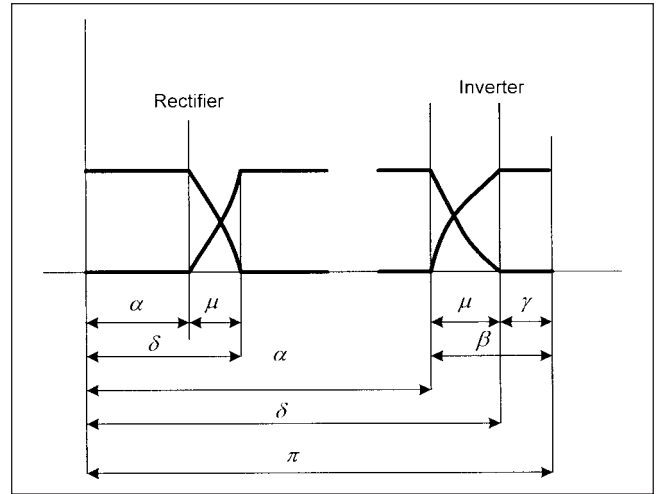 Rectifier
Inverter
α μ μ γ
δ α β
δ
π